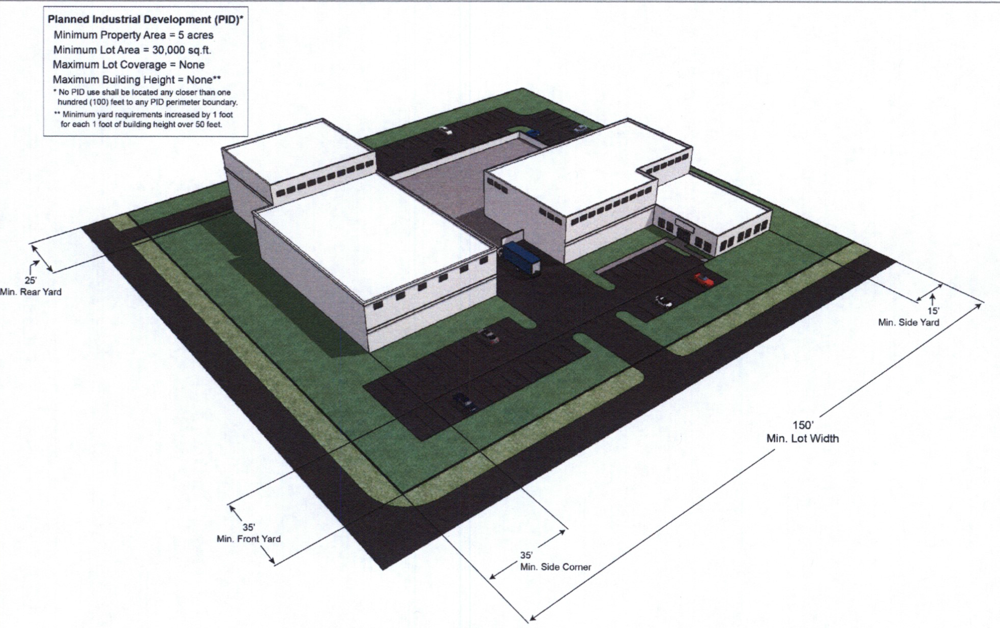 Planned Industrial Development (PID)*
Minimum Property Area = 5 acres
Minimum Lot Area = 30,000 sq.ft.
Maximum Lot Coverage = None
Maximum Building Height = None**
* No PID use shall be located any closer than one
hundred (100) feet to any PID perimeter boundary.
** Minimum yard requirements increased by 1 foot
for each 1 foot of building height over 50 feet.
25'
Min. Rear Yard
15'
Min. Side Yard
150'
Min. Lot Width
35'
Min. Front Yard
35'
Min. Side Corner